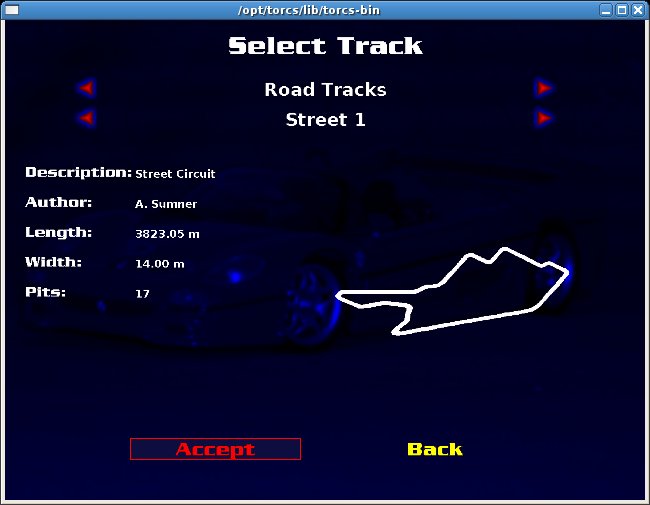 /opt/torcs/lib/torcs-bin
Select Track
Road Tracks
Street 1
Description: Street Circuit
Author: A. Sumner
Length: 3823.05 m
Width: 14.00 m
Pits: 17
Accept Back